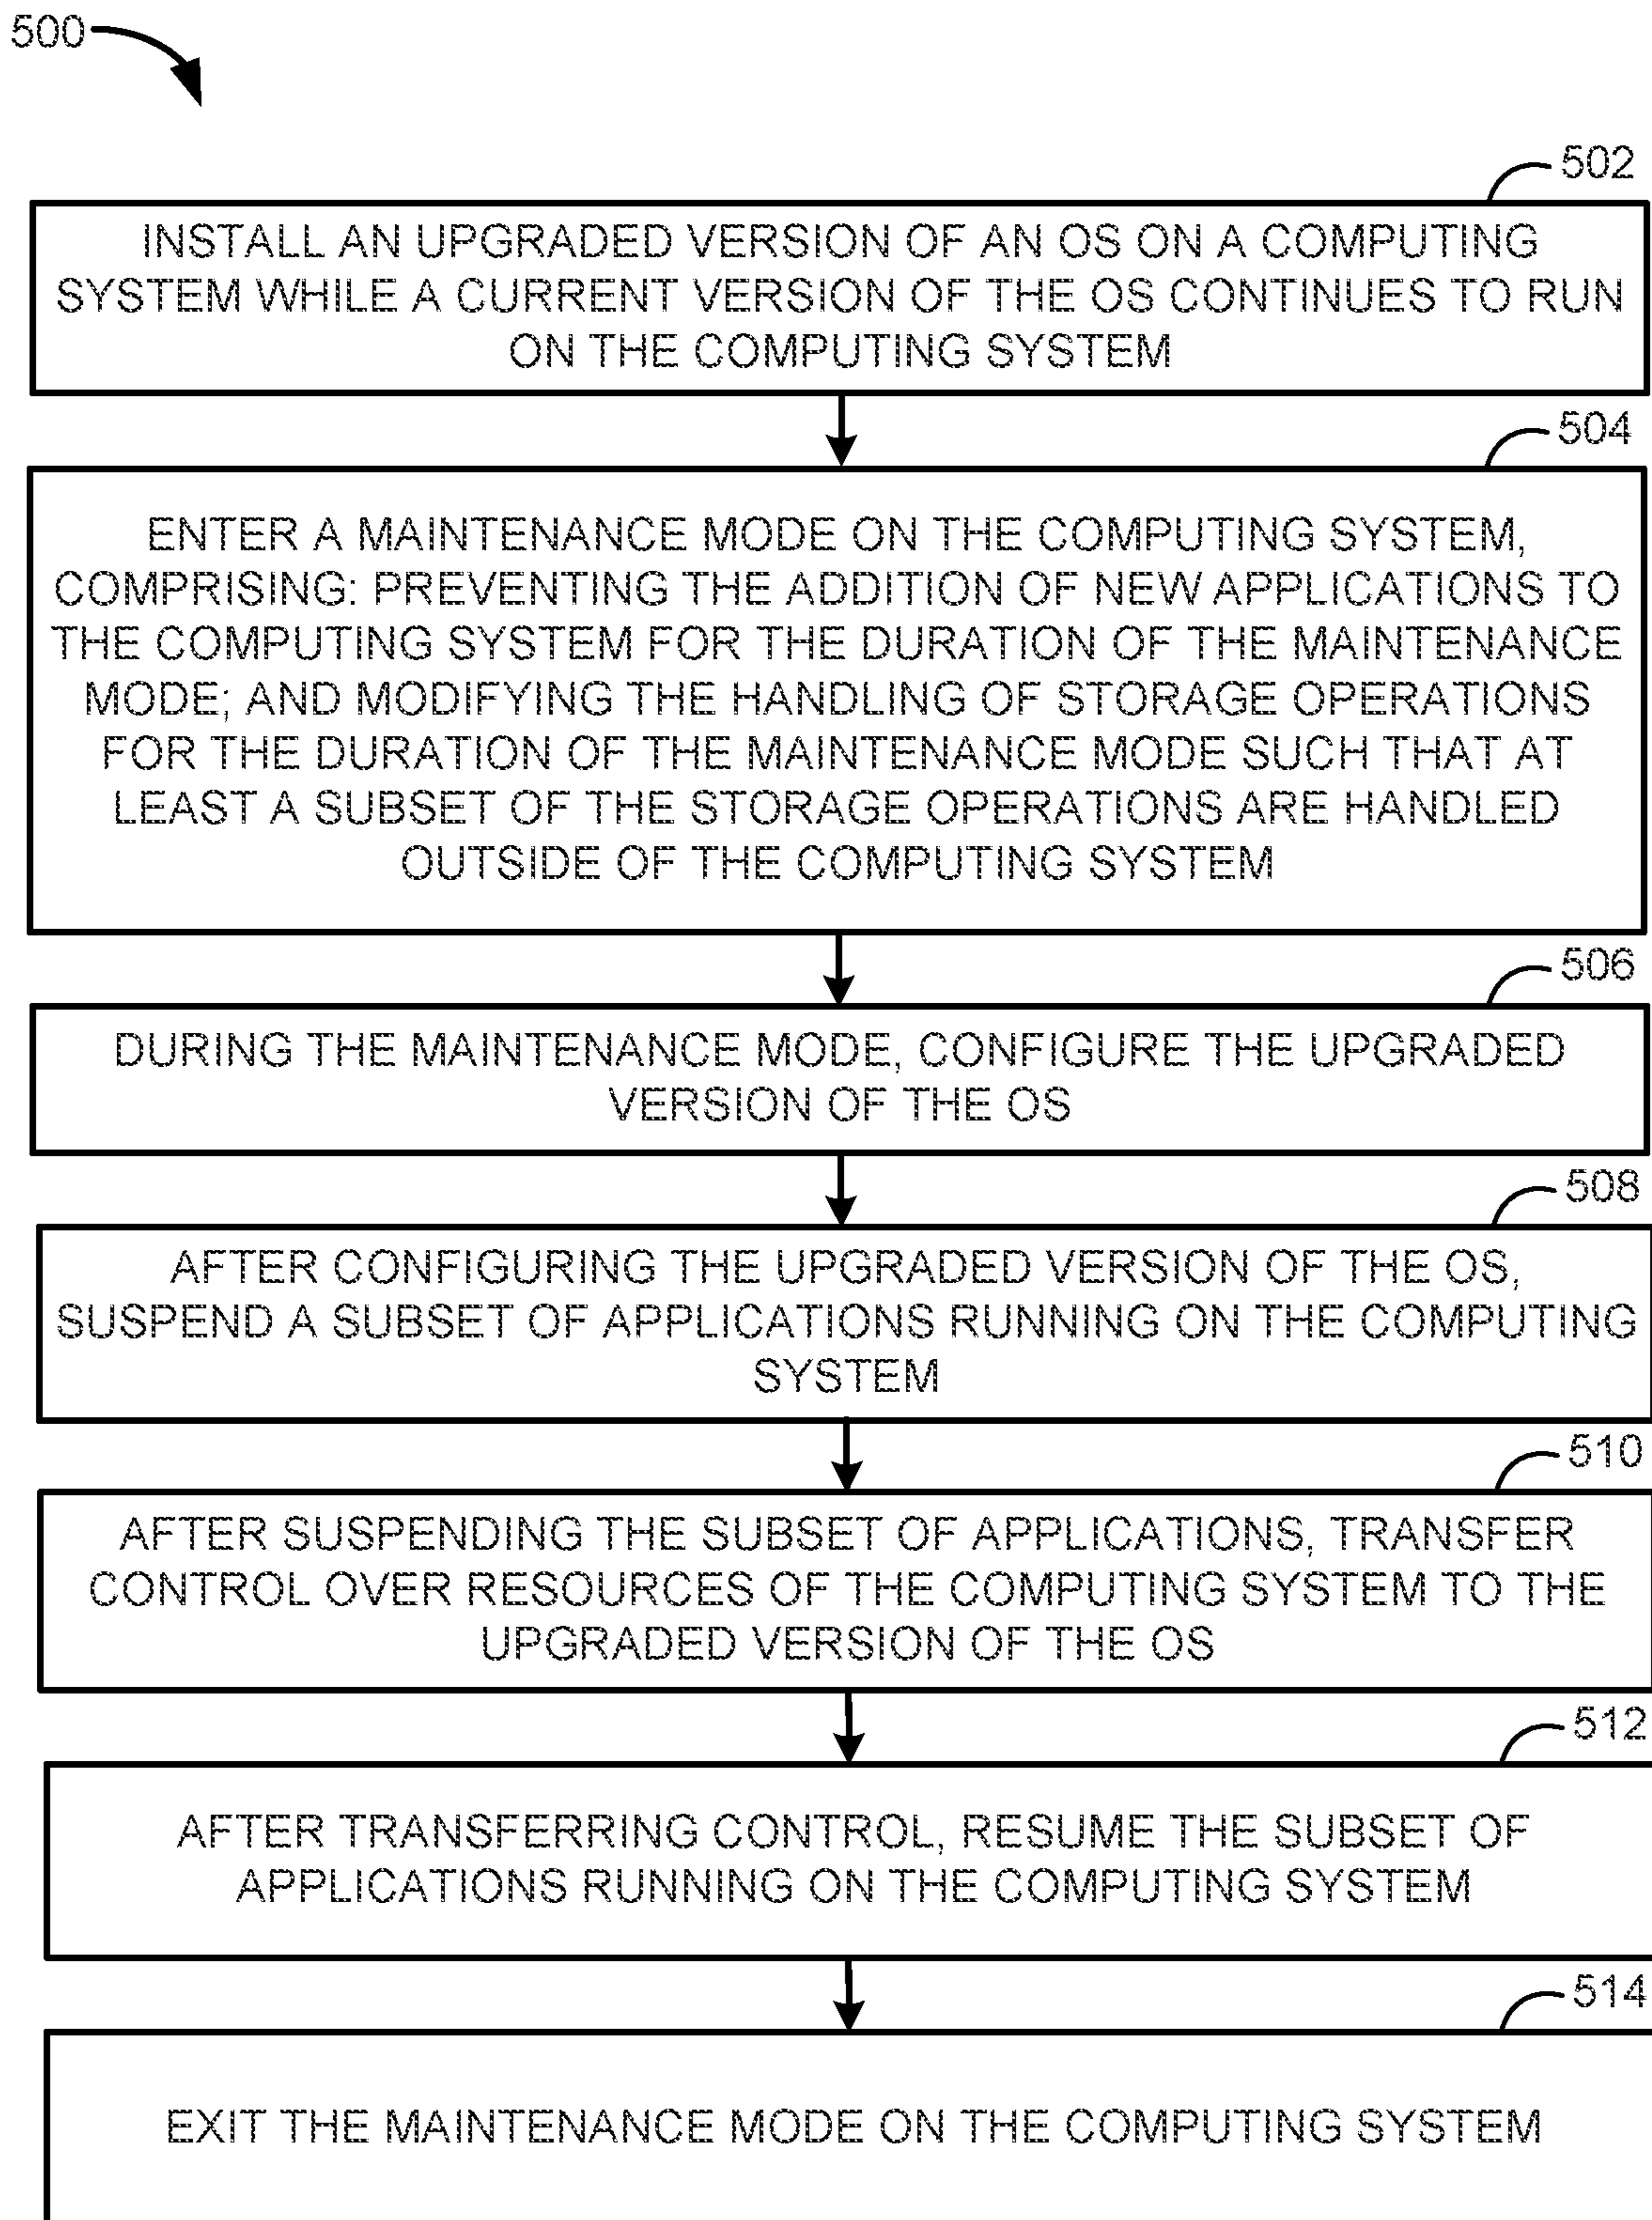 500
502
INSTALL AN UPGRADED VERSION OF AN OS ON A COMPUTING
SYSTEM WHILE A CURRENT VERSION OF THE OS CONTINUES TO RUN
ON THE COMPUTING SYSTEM
504
ENTER A MAINTENANCE MODE ON THE COMPUTING SYSTEM,
COMPRISING: PREVENTING THE ADDITION OF NEW APPLICATIONS TO
THE COMPUTING SYSTEM FOR THE DURATION OF THE MAINTENANCE
MODE; AND MODIFYING THE HANDLING OF STORAGE OPERATIONS
FOR THE DURATION OF THE MAINTENANCE MODE SUCH THAT AT
LEAST A SUBSET OF THE STORAGE OPERATIONS ARE HANDLED
OUTSIDE OF THE COMPUTING SYSTEM
506
DURING THE MAINTENANCE MODE, CONFIGURE THE UPGRADED
VERSION OF THE OS
508
AFTER CONFIGURING THE UPGRADED VERSION OF THE OS,
SUSPEND A SUBSET OF APPLICATIONS RUNNING ON THE COMPUTING
SYSTEM
510
AFTER SUSPENDING THE SUBSET OF APPLICATIONS, TRANSFER
CONTROL OVER RESOURCES OF THE COMPUTING SYSTEM TO THE
UPGRADED VERSION OF THE OS
512
AFTER TRANSFERRING CONTROL, RESUME THE SUBSET OF
APPLICATIONS RUNNING ON THE COMPUTING SYSTEM
514
EXIT THE MAINTENANCE MODE ON THE COMPUTING SYSTEM